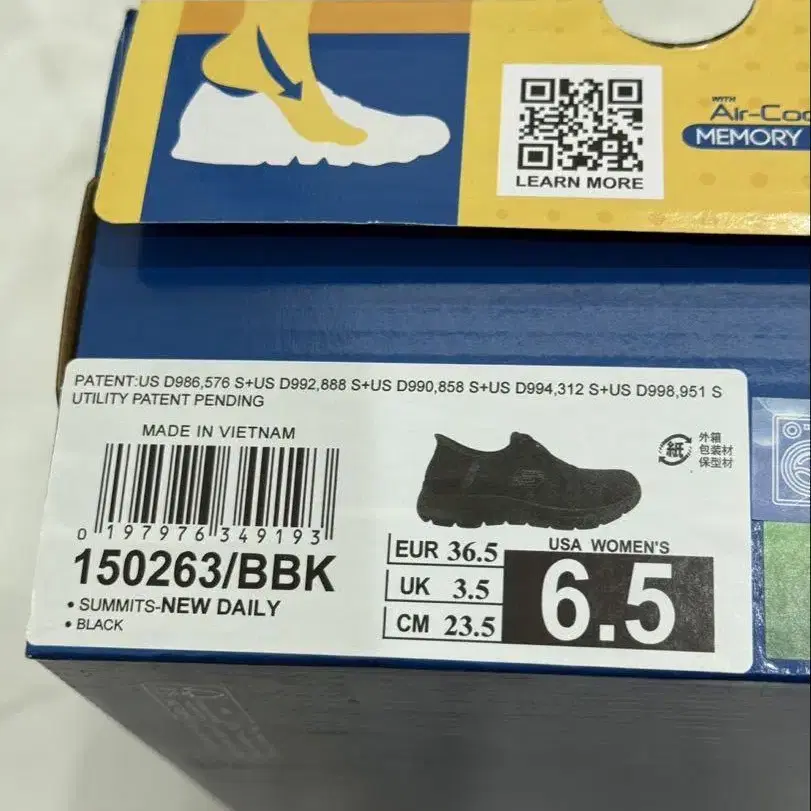 LEARN MORE
WITH
Air-Coo
MEMORY
PATENT:US D986,576 S+US D992,888 S+US D990,858 S+US D994,312 S+US D998,951 S
UTILITY PATENT PENDING
MADE IN VIETNAM
0 197976 349193
150263/BBK
• SUMMITS-NEW DAILY
• BLACK
紙
外箱
包装材
保型材
EUR 36.5
UK 3.5
CM 23.5
USA WOMEN'S
6.5